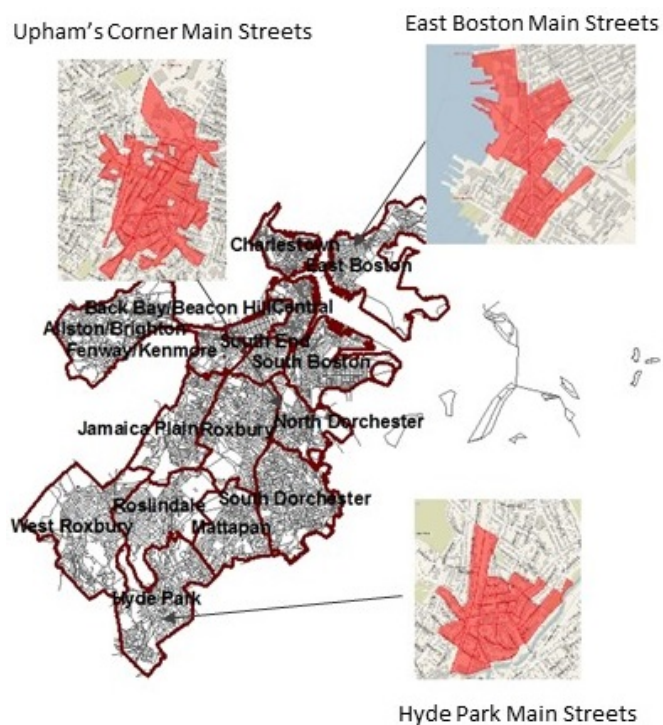 Upham's Corner Main Streets
East Boston Main Streets
Charlestown
East Boston
Back Bay/Beacon Hill
Central
Allston/Brighton
Fenway/Kenmore
South End
South Boston
Jamaica Plain
Roxbury
North Dorchester
Roslindale
South Dorchester
West Roxbury
Mattapan
Hyde Park
Hyde Park Main Streets